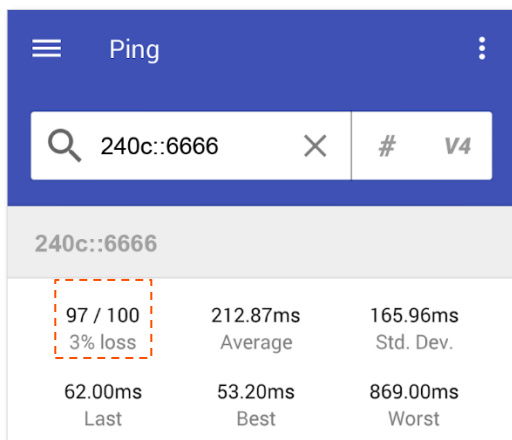 Ping
240c::6666 # V4
240c::6666
97 / 100 212.87ms 165.96ms
3% loss Average Std. Dev.
62.00ms 53.20ms 869.00ms
Last Best Worst